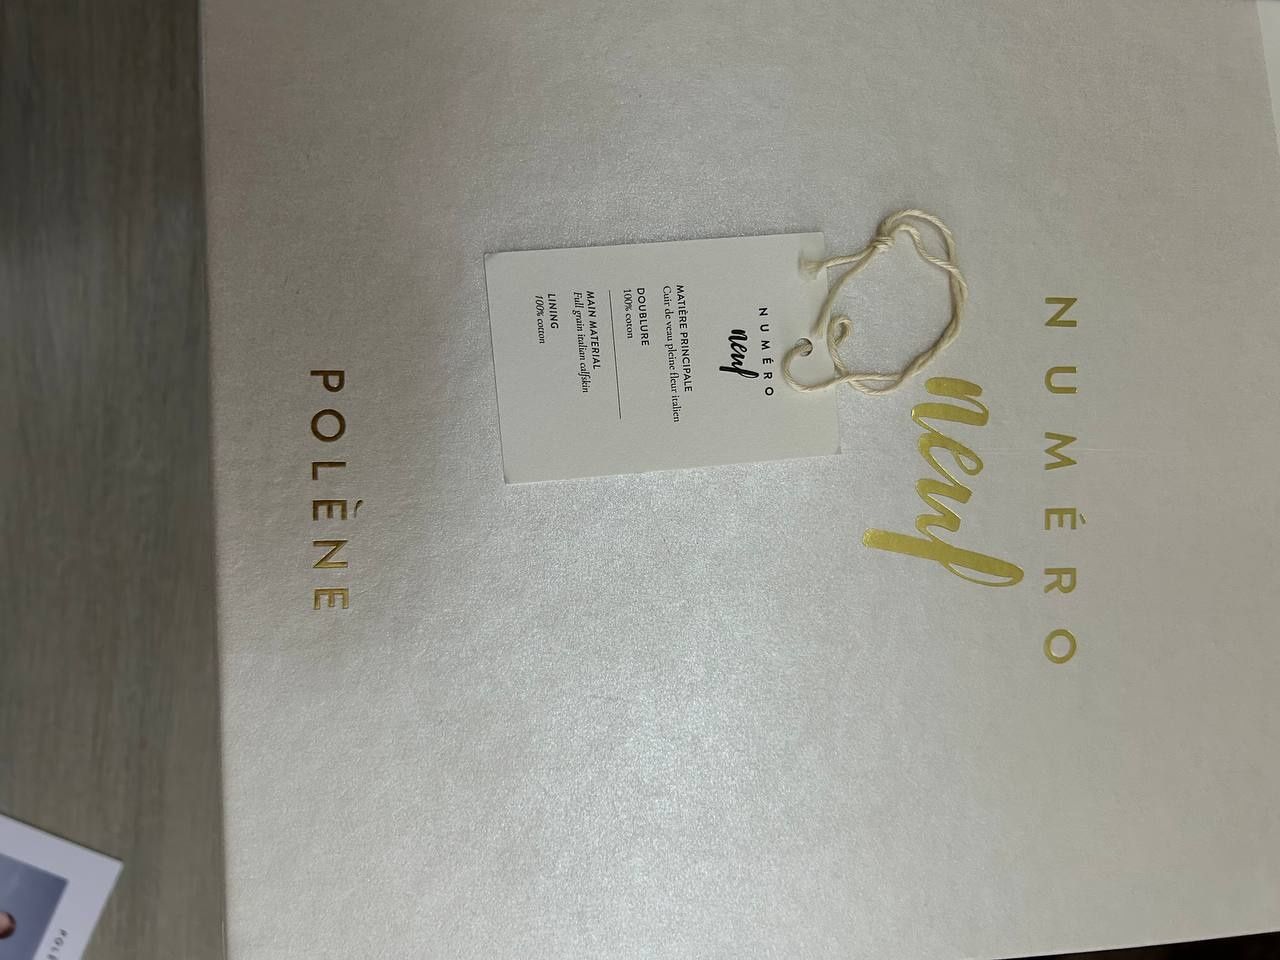 NUMÉRO
neuf
NUMÉRO
neuf
MATIÈRE PRINCIPALE
Cuir de veau pleine fleur italien
DOUBLURE
100% coton
MAIN MATERIAL
Full grain italian calfskin
LINING
100% cotton
POLÈNE